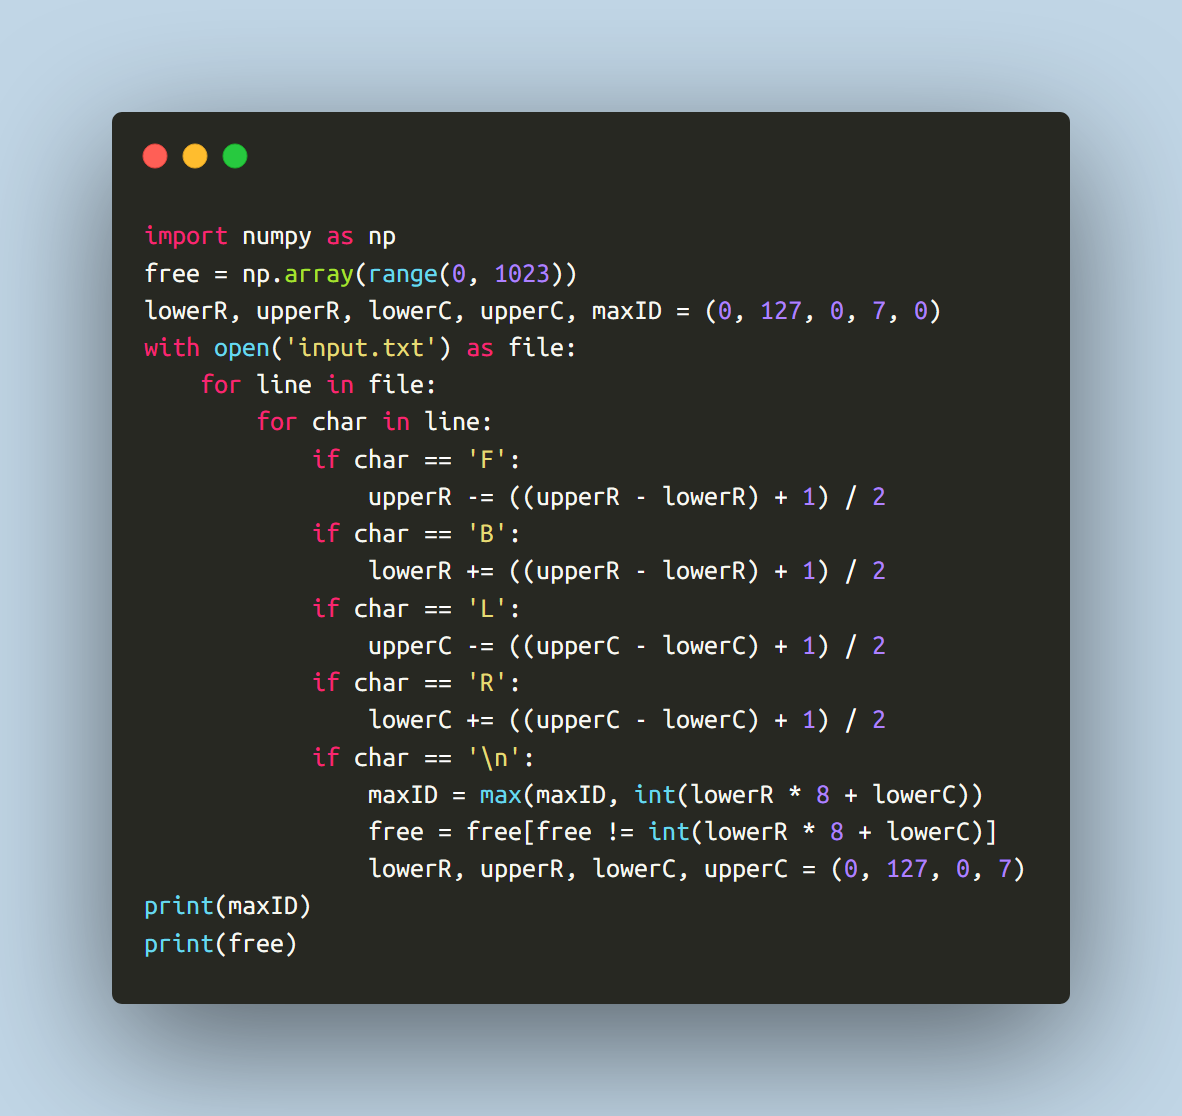 import numpy as np
free = np.array(range(0, 1023))
lowerR, upperR, lowerC, upperC, maxID = (0, 127, 0, 7, 0)
with open('input.txt') as file:
    for line in file:
        for char in line:
            if char == 'F':
                upperR -= ((upperR - lowerR) + 1) / 2
            if char == 'B':
                lowerR += ((upperR - lowerR) + 1) / 2
            if char == 'L':
                upperC -= ((upperC - lowerC) + 1) / 2
            if char == 'R':
                lowerC += ((upperC - lowerC) + 1) / 2
            if char == '\n':
                maxID = max(maxID, int(lowerR * 8 + lowerC))
                free = free[free != int(lowerR * 8 + lowerC)]
                lowerR, upperR, lowerC, upperC = (0, 127, 0, 7)
print(maxID)
print(free)